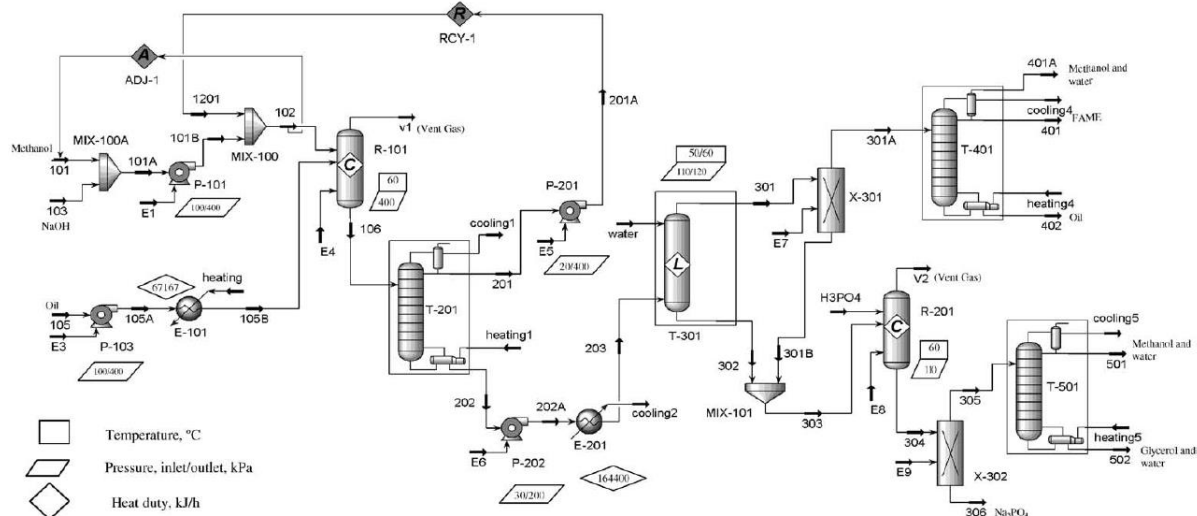 R
RCY-1
A
ADJ-1
1201
102
MIX-100A
101B
MIX-100
Methanol
101
101A
P-101
103
NaOH
E1
100/400
v1 (Vent Gas)
R-101
C
60
400
E4
106
67167
heating
Oil
105
105A
E-101
105B
E3
P-103
100/400
cooling1
T-201
201
heating1
202
202A
E6
P-202
30/200
E-201
cooling2
164400
203
201A
P-201
E5
20/400
50/60
110/120
water
L
T-301
301
302
301A
X-301
E7
301B
MIX-101
303
401A
Methanol and
water
cooling4
401
FAME
T-401
heating4
402
Oil
V2 (Vent Gas)
H3PO4
R-201
C
60
110
E8
304
E9
305
X-302
306
Na3PO4
cooling5
Methanol and
water
501
T-501
heating5
502
Glycerol and
water
Temperature, ºC
Pressure, inlet/outlet, kPa
Heat duty, kJ/h